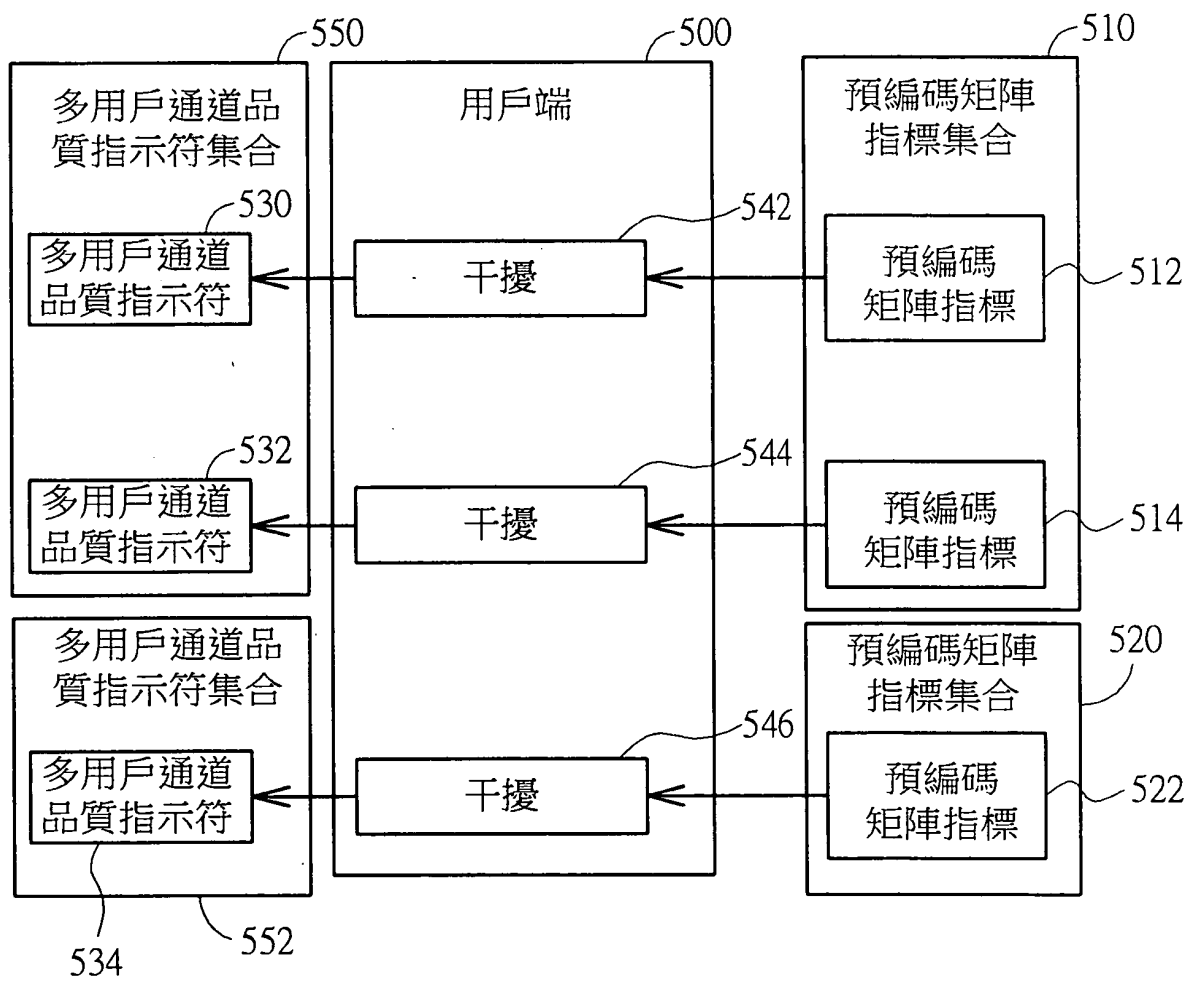 550
500
510
多用戶通道品
質指示符集合
用戶端
預編碼矩陣
指標集合
530
542
多用戶通道
品質指示符
干擾
預編碼
矩陣指標
512
532
544
多用戶通道
品質指示符
干擾
預編碼
矩陣指標
514
多用戶通道品
質指示符集合
預編碼矩陣
指標集合
520
546
多用戶通道
品質指示符
干擾
預編碼
矩陣指標
522
534
552